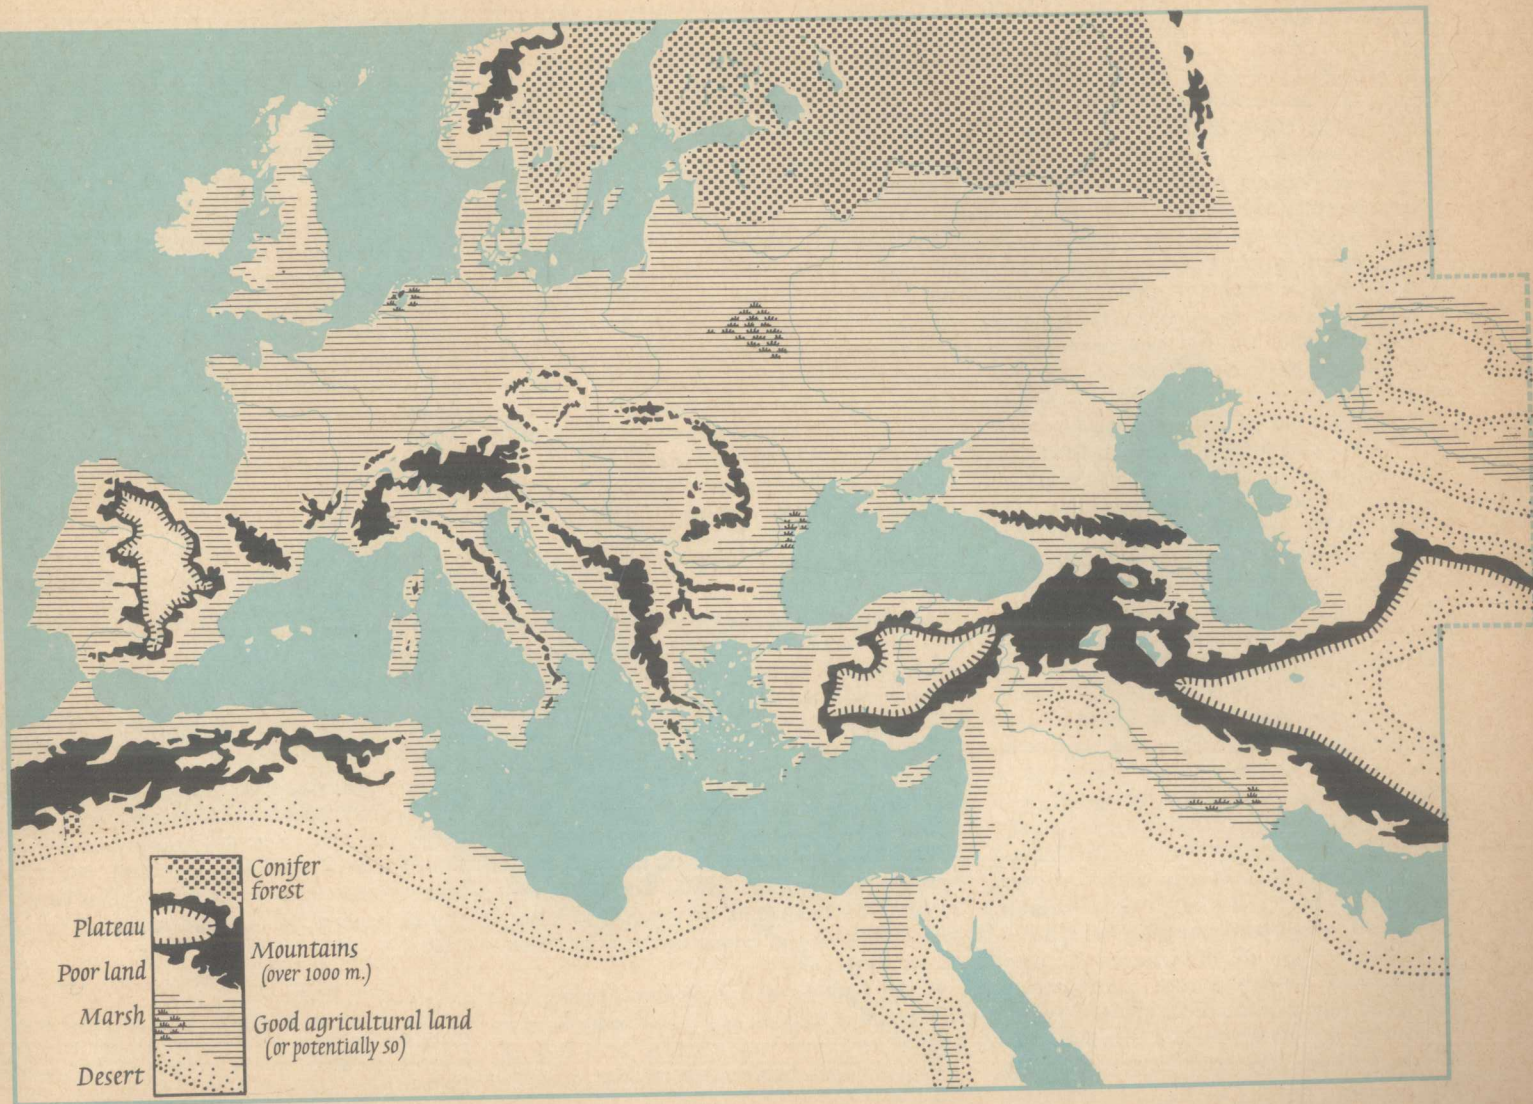 Conifer
forest
Plateau
Mountains
(over 1000 m.)
Poor land
Marsh
Good agricultural land
(or potentially so)
Desert